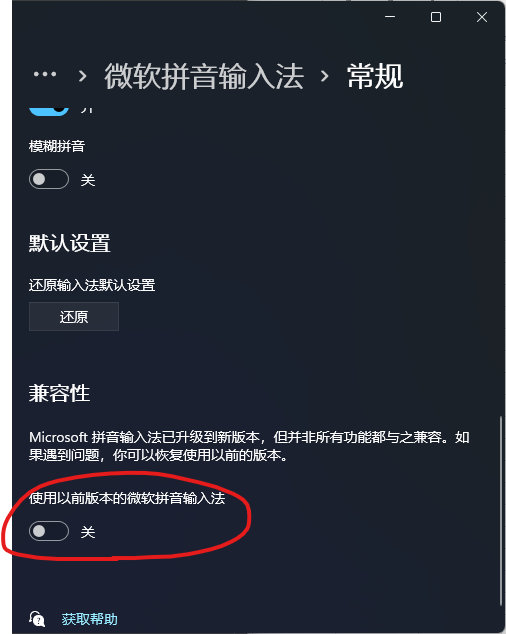 … › 微软拼音输入法 › 常规
模糊拼音
关
默认设置
还原输入法默认设置
还原
兼容性
Microsoft 拼音输入法已升级到新版本，但并非所有功能都与之兼容。如
果遇到问题，你可以恢复使用以前的版本。
使用以前版本的微软拼音输入法
关
获取帮助